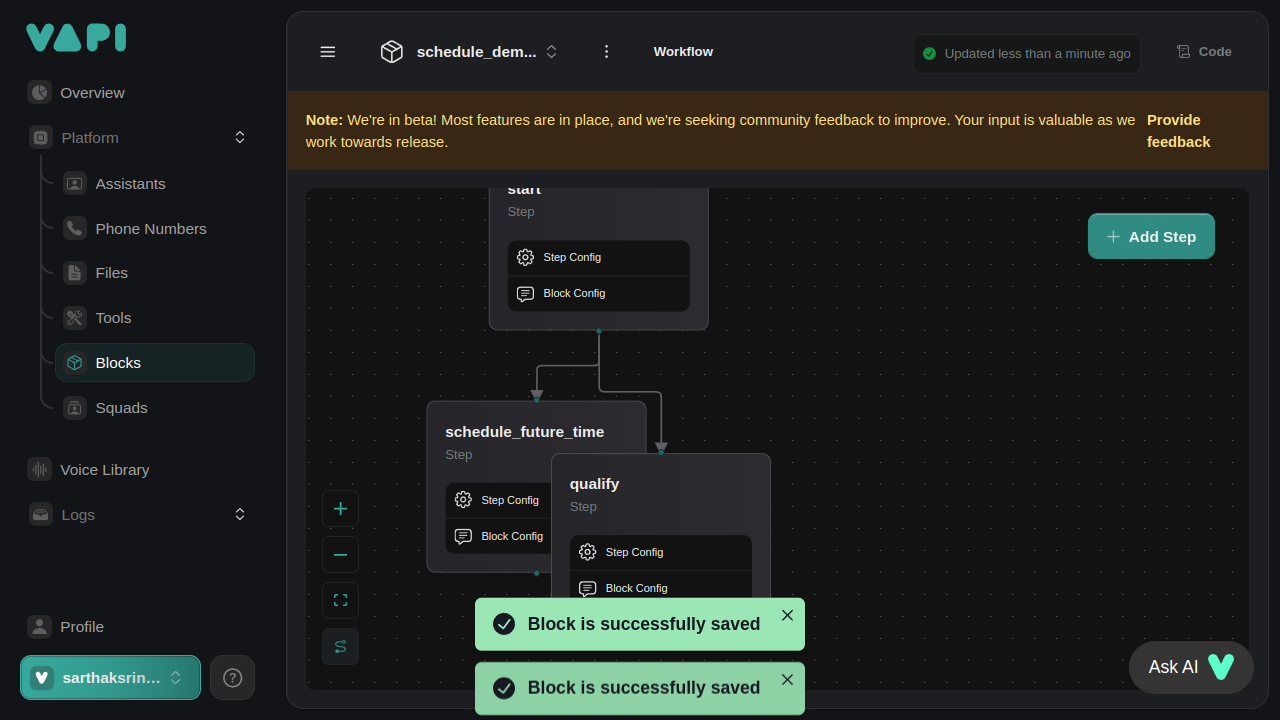 VAPI
Overview
Platform
Assistants
Phone Numbers
Files
Tools
Blocks
Squads
Voice Library
Logs
Profile
sarthaksrin...
schedule_dem...
Workflow
Updated less than a minute ago
Code
Note: We're in beta! Most features are in place, and we're seeking community feedback to improve. Your input is valuable as we
work towards release.
Provide
feedback
start
Step
Step Config
Block Config
Add Step
schedule_future_time
Step
Step Config
Block Config
qualify
Step
Step Config
Block Config
Block is successfully saved
Block is successfully saved
Ask AI